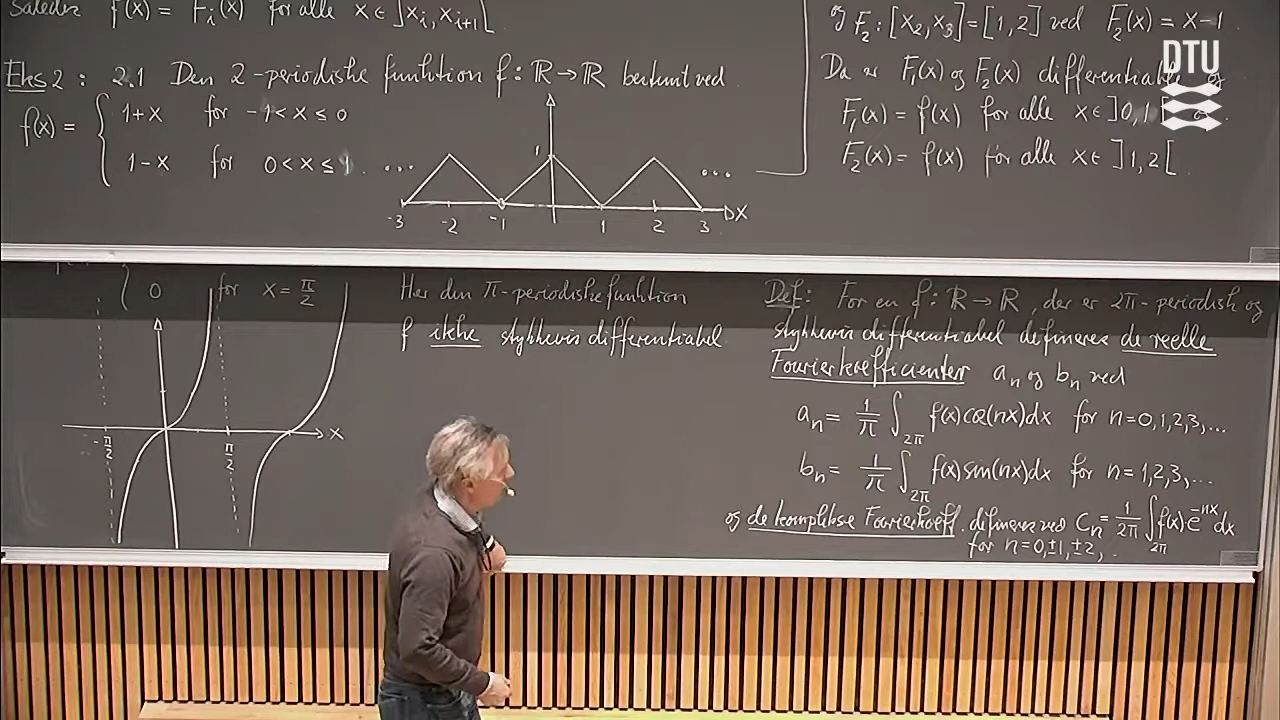 Således f(x) = F_i(x) for alle x ∈ ]x_i, x_{i+1}[
Eks 2 : 2.1 Den 2-periodiske funktion f : ℝ → ℝ bestemt ved
f(x) = { 1+x for -1 < x ≤ 0
1-x for 0 < x ≤ 1
... 1 ...
-3 -2 -1 1 2 3 x
og F_2 : [x_2, x_3] = [1, 2] ved F_2(x) = x-1
DTU
Da er F_1(x) og F_2(x) differentiable og
F_1(x) = f(x) for alle x ∈ ]0,1[
F_2(x) = f(x) for alle x ∈ ]1,2[
0 for x = π/2
-π/2 π/2 x
Her den π-periodiske funktion
f ikke stykkevis differentiabel
Def: For en f : ℝ → ℝ, der er 2π-periodisk og
stykkevis differentiabel defineres de reelle
Fourierkoefficienter a_n og b_n ved
a_n = 1/π ∫_{2π} f(x)cos(nx)dx for n=0,1,2,3,...
b_n = 1/π ∫_{2π} f(x)sin(nx)dx for n=1,2,3,...
og de komplekse Fourierkoeff. defineres ved C_n = 1/2π ∫_{2π} f(x)·e^{-inx} dx
for n=0,±1,±2,.